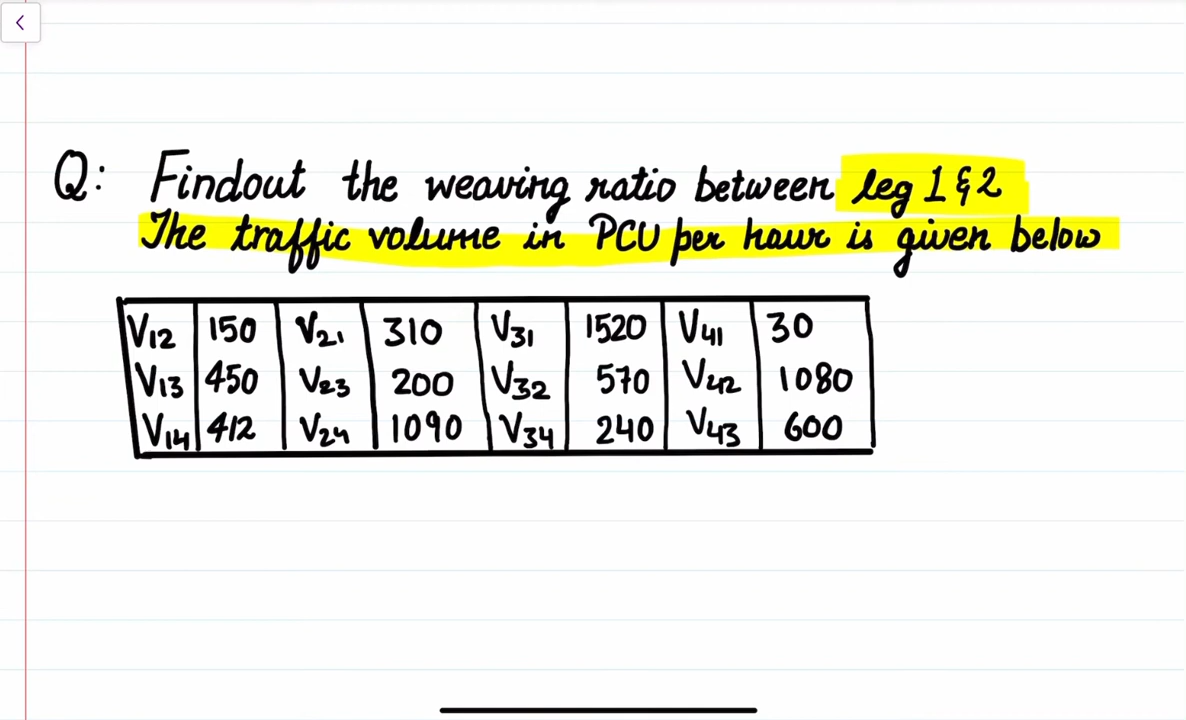 Q: Findout the weaving ratio between leg 1 & 2
The traffic volume in PCU per hour is given below
V12 150 V21 310 V31 1520 V41 30
V13 450 V23 200 V32 570 V42 1080
V14 412 V24 1090 V34 240 V43 600